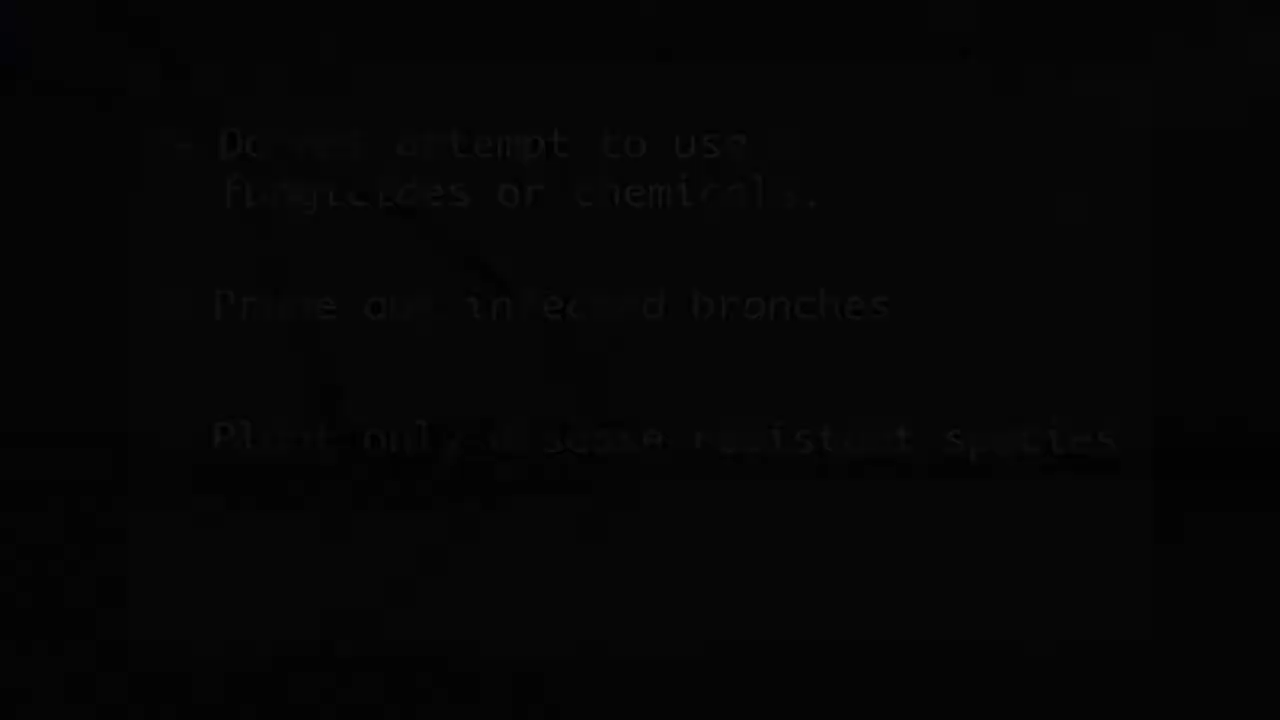 Do not attempt to use
fungicides or chemicals.
Prune out infected branches
Plant only disease resistant species